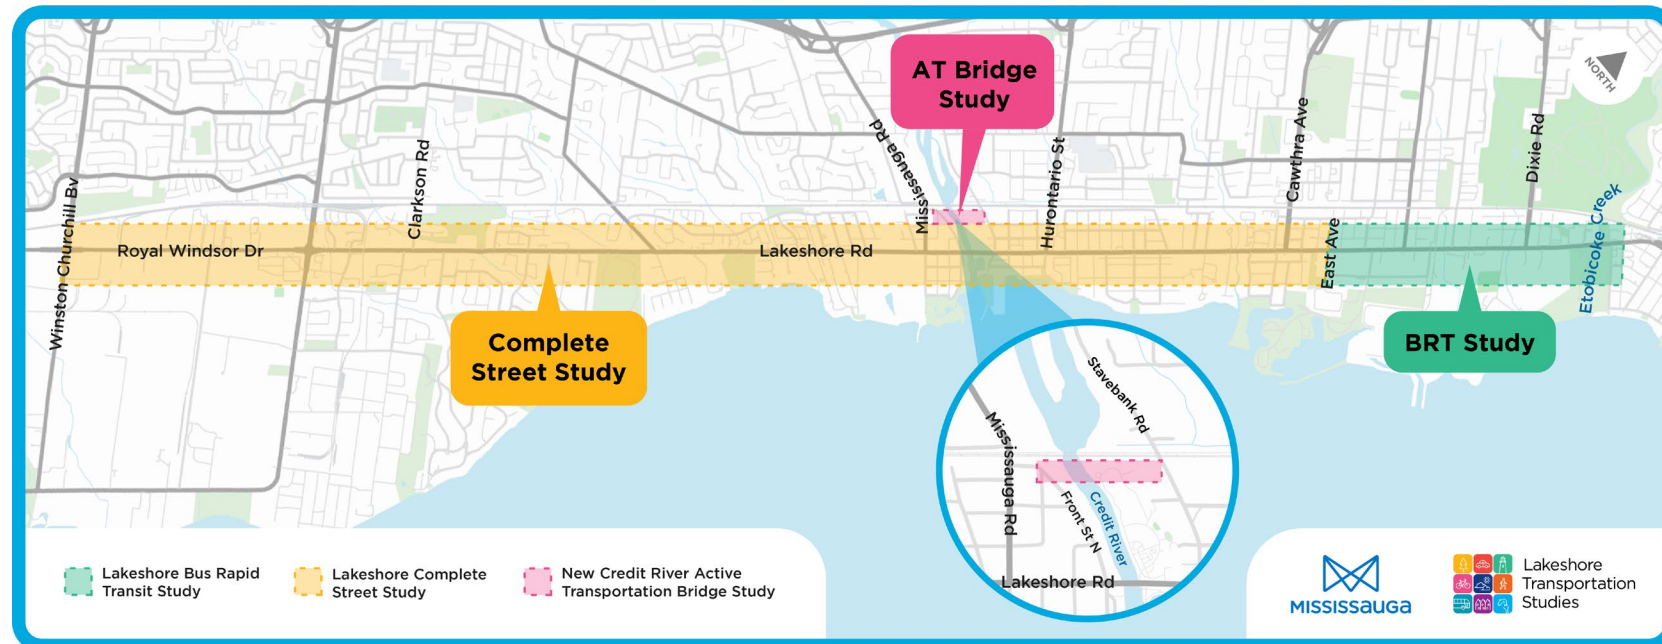 AT Bridge
Study
NORTH
Mississauga Rd
Hurontario St
Cawthra Ave
Dixie Rd
Clarkson Rd
Winston Churchill Bv
Royal Windsor Dr
Lakeshore Rd
East Ave
Etobicoke Creek
Complete
Street Study
BRT Study
Stavebank Rd
Mississauga Rd
Front St N
Credit River
Lakeshore Rd
Lakeshore Bus Rapid
Transit Study
Lakeshore Complete
Street Study
New Credit River Active
Transportation Bridge Study
MISSISSAUGA
Lakeshore
Transportation
Studies